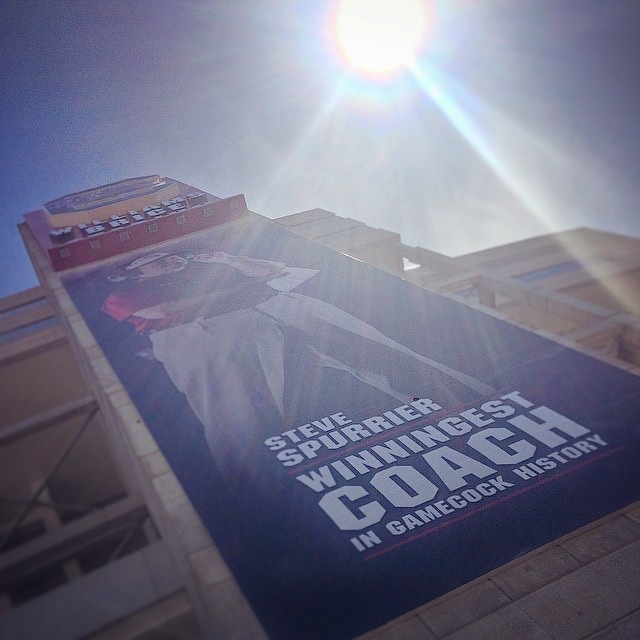 STEVE
SPURRIER
WINNINGEST
COACH
IN GAMECOCK HISTORY